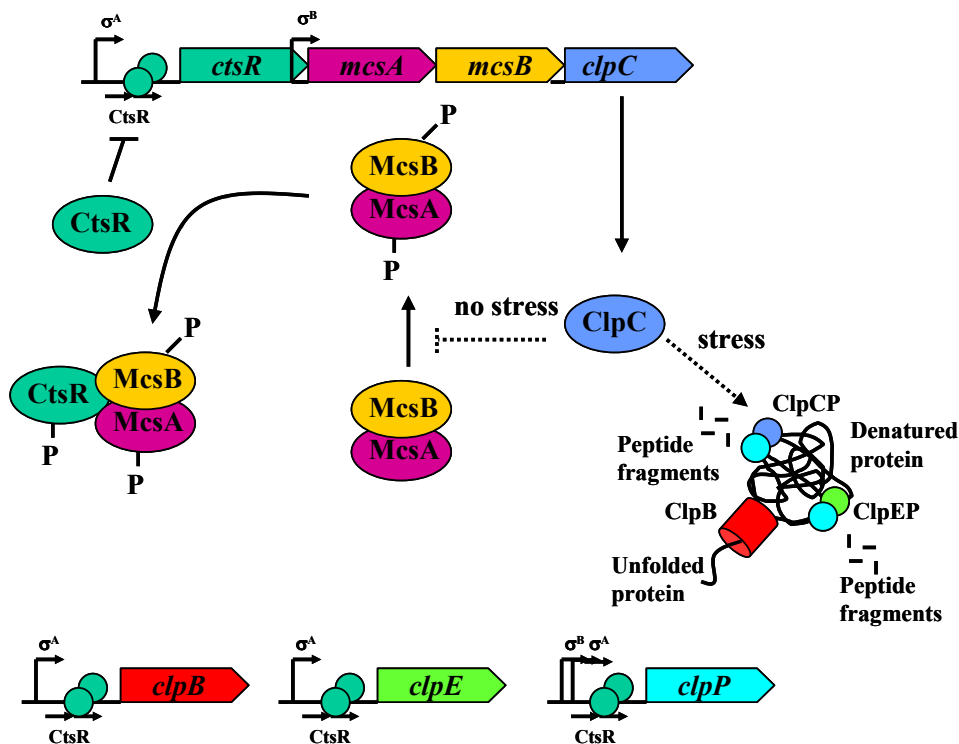 σA
σB
ctsR
mcsA
mcsB
clpC
CtsR
P
McsB
McsA
P
CtsR
no stress
ClpC
stress
P
McsB
CtsR
McsA
P
P
McsB
McsA
ClpCP
Peptide
fragments
Denatured
protein
ClpB
ClpEP
Unfolded
protein
Peptide
fragments
σA
clpB
CtsR
σA
clpE
CtsR
σB σA
clpP
CtsR